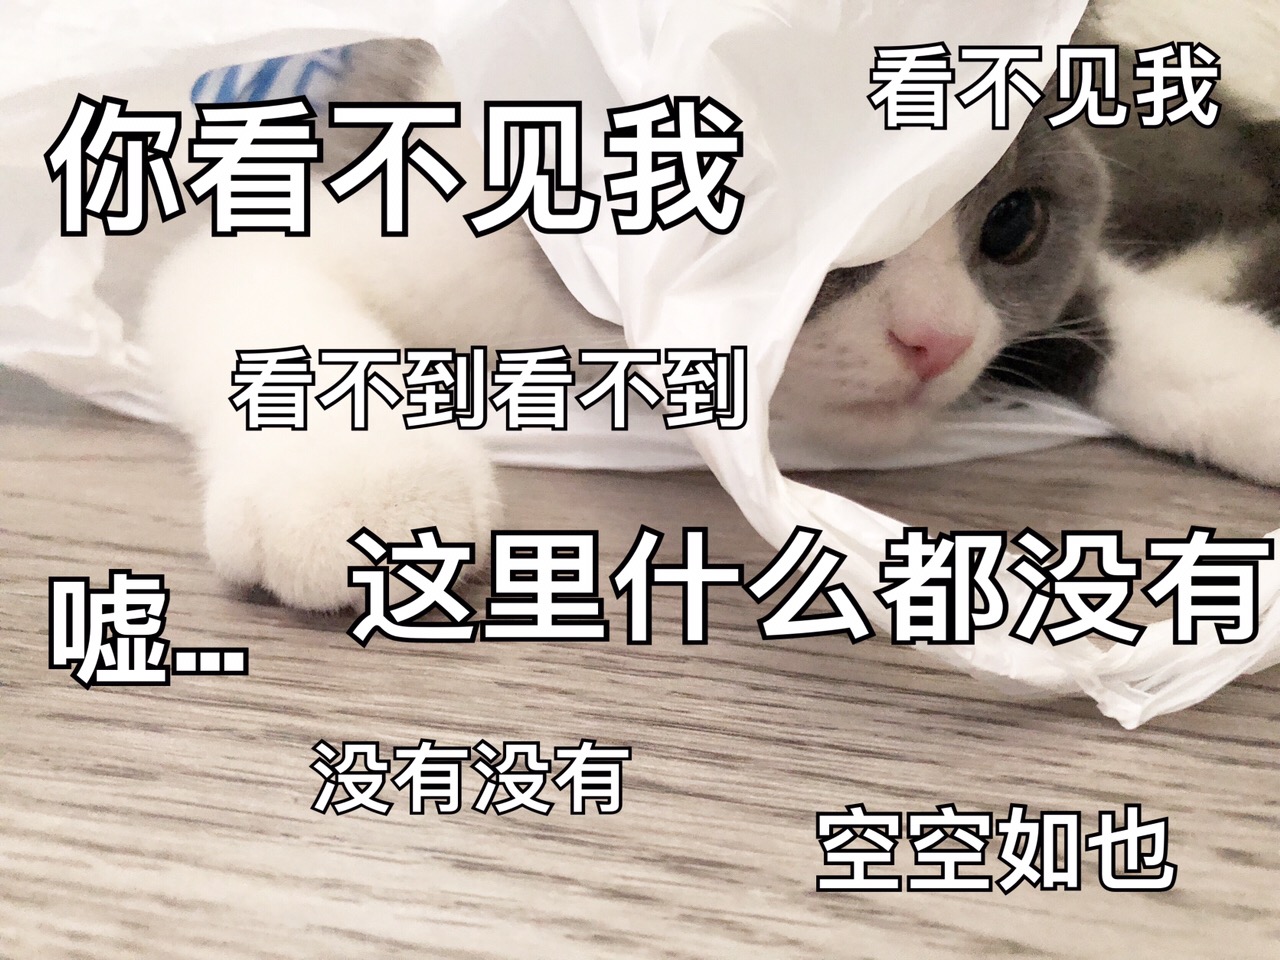 看不见我
你看不见我
看不到看不到
这里什么都没有
嘘...
没有没有
空空如也